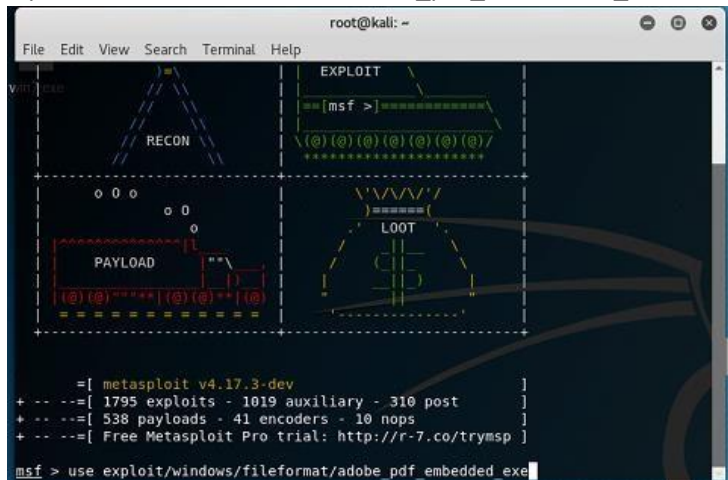 root@kali: ~
File Edit View Search Terminal Help
EXPLOIT
==[msf >]============\
RECON
\(@)(@)(@)(@)(@)(@)(@)/
*********************
o O o
o O
o
PAYLOAD
LOOT
=[ metasploit v4.17.3-dev ]
+ -- --=[ 1795 exploits - 1019 auxiliary - 310 post ]
+ -- --=[ 538 payloads - 41 encoders - 10 nops ]
+ -- --=[ Free Metasploit Pro trial: http://r-7.co/trymsp ]
msf > use exploit/windows/fileformat/adobe_pdf_embedded_exe